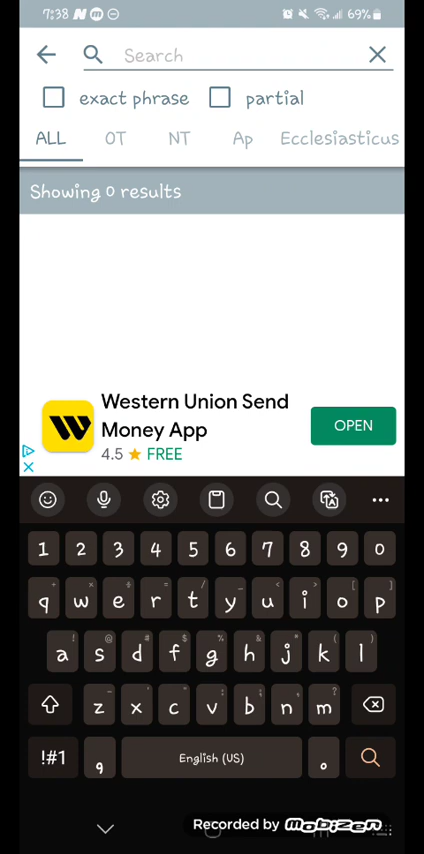 7:38 69%
Search
exact phrase partial
ALL OT NT Ap Ecclesiasticus
Showing 0 results
Western Union Send
Money App
4.5 ★ FREE
OPEN
1 2 3 4 5 6 7 8 9 0
+ × ÷ = / _ < > [ ]
q w e r t y u i o p
! @ # $ % & * ( )
a s d f g h j k l
- ' " : ; , ?
z x c v b n m
!#1 , English (US) .
Recorded by MOBIZEN